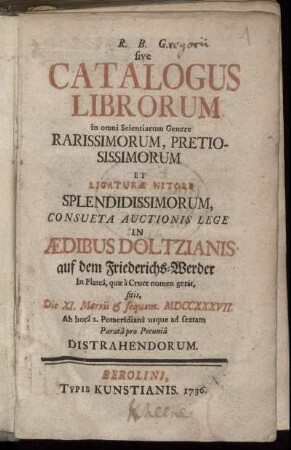 R. B. Gregorii
sive
CATALOGUS
LIBRORUM
in omni Scientiarum Genere
RARISSIMORUM, PRETIO-
SISSIMORUM
ET
LIGATURÆ NITORE
SPLENDIDISSIMORUM,
CONSUETA AUCTIONIS LEGE
IN
ÆDIBUS DOLTZIANIS
auf dem Friederichs-Werder
In Plateâ, quæ à Cruce nomen gerit,
sitis,
Die XI. Martii & sequent. MDCCXXXVII.
Ab horâ 2. Pomeridianâ usque ad sextam
Paratâ pro Pecuniâ
DISTRAHENDORUM.
BEROLINI,
TYPIS KUNSTIANIS. 1736.